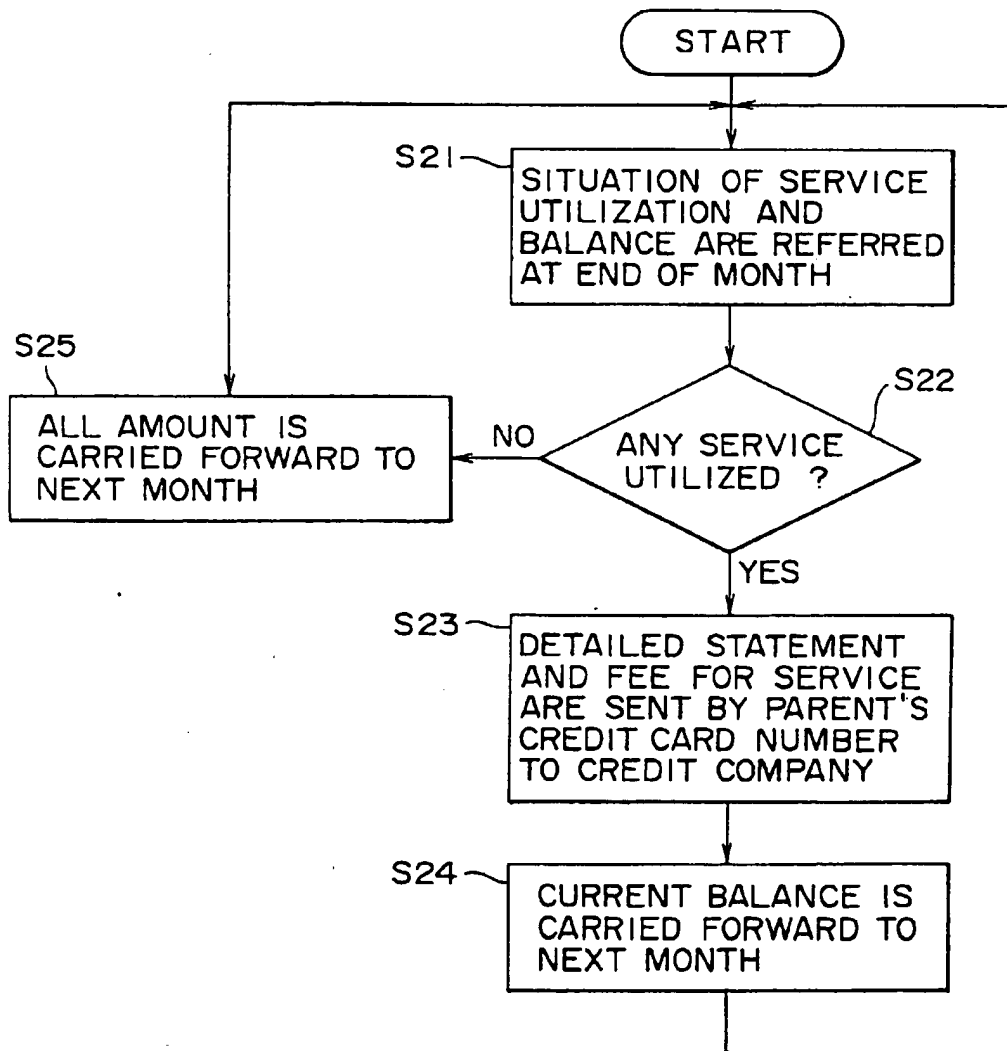 START
S21
SITUATION OF SERVICE
UTILIZATION AND
BALANCE ARE REFERRED
AT END OF MONTH
S25
ALL AMOUNT IS
CARRIED FORWARD TO
NEXT MONTH
NO
S22
ANY SERVICE
UTILIZED ?
YES
S23
DETAILED STATEMENT
AND FEE FOR SERVICE
ARE SENT BY PARENT'S
CREDIT CARD NUMBER
TO CREDIT COMPANY
S24
CURRENT BALANCE IS
CARRIED FORWARD TO
NEXT MONTH